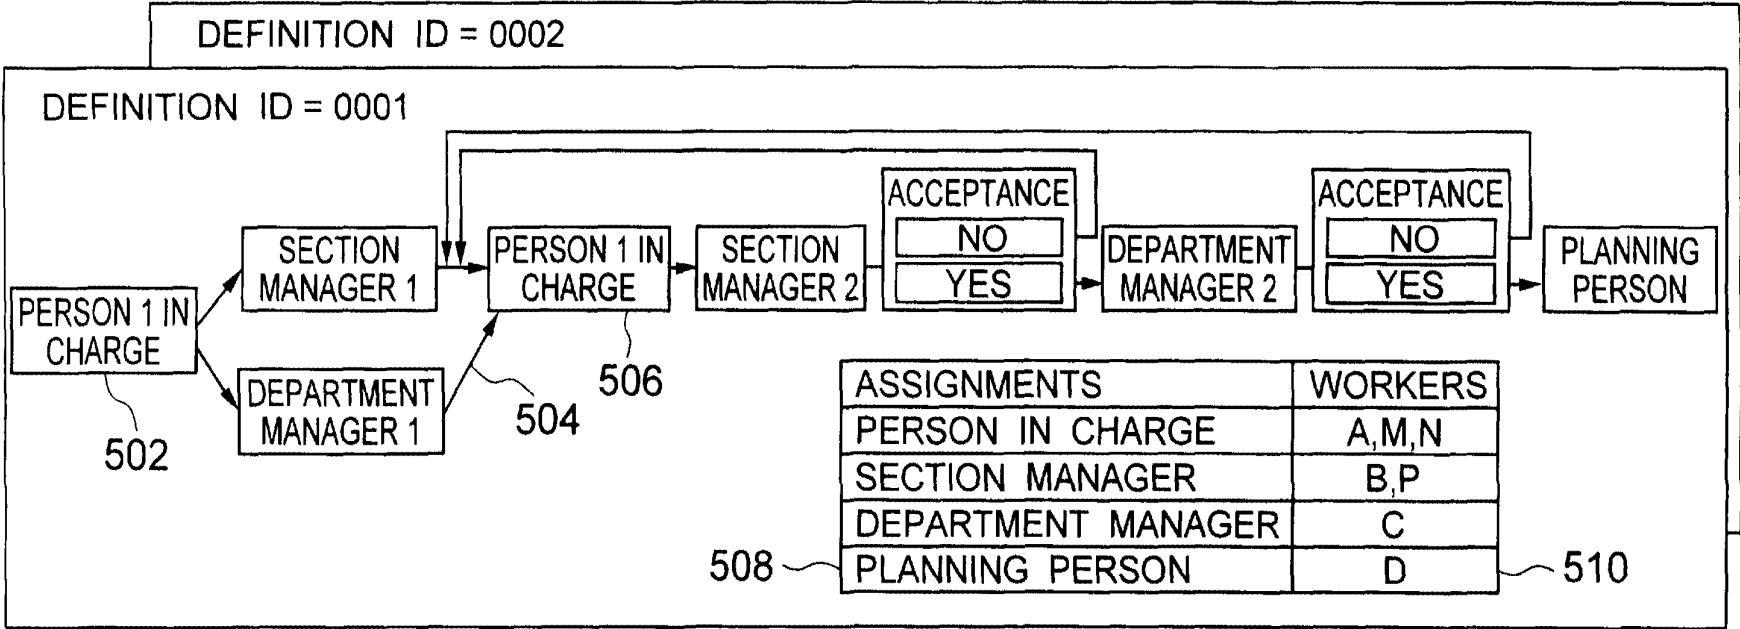 DEFINITION ID = 0002
DEFINITION ID = 0001
PERSON 1 IN
CHARGE
502
SECTION
MANAGER 1
DEPARTMENT
MANAGER 1
504
PERSON 1 IN
CHARGE
506
SECTION
MANAGER 2
ACCEPTANCE
NO
YES
DEPARTMENT
MANAGER 2
ACCEPTANCE
NO
YES
PLANNING
PERSON
ASSIGNMENTS WORKERS
PERSON IN CHARGE A,M,N
SECTION MANAGER B,P
DEPARTMENT MANAGER C
508 PLANNING PERSON D 510